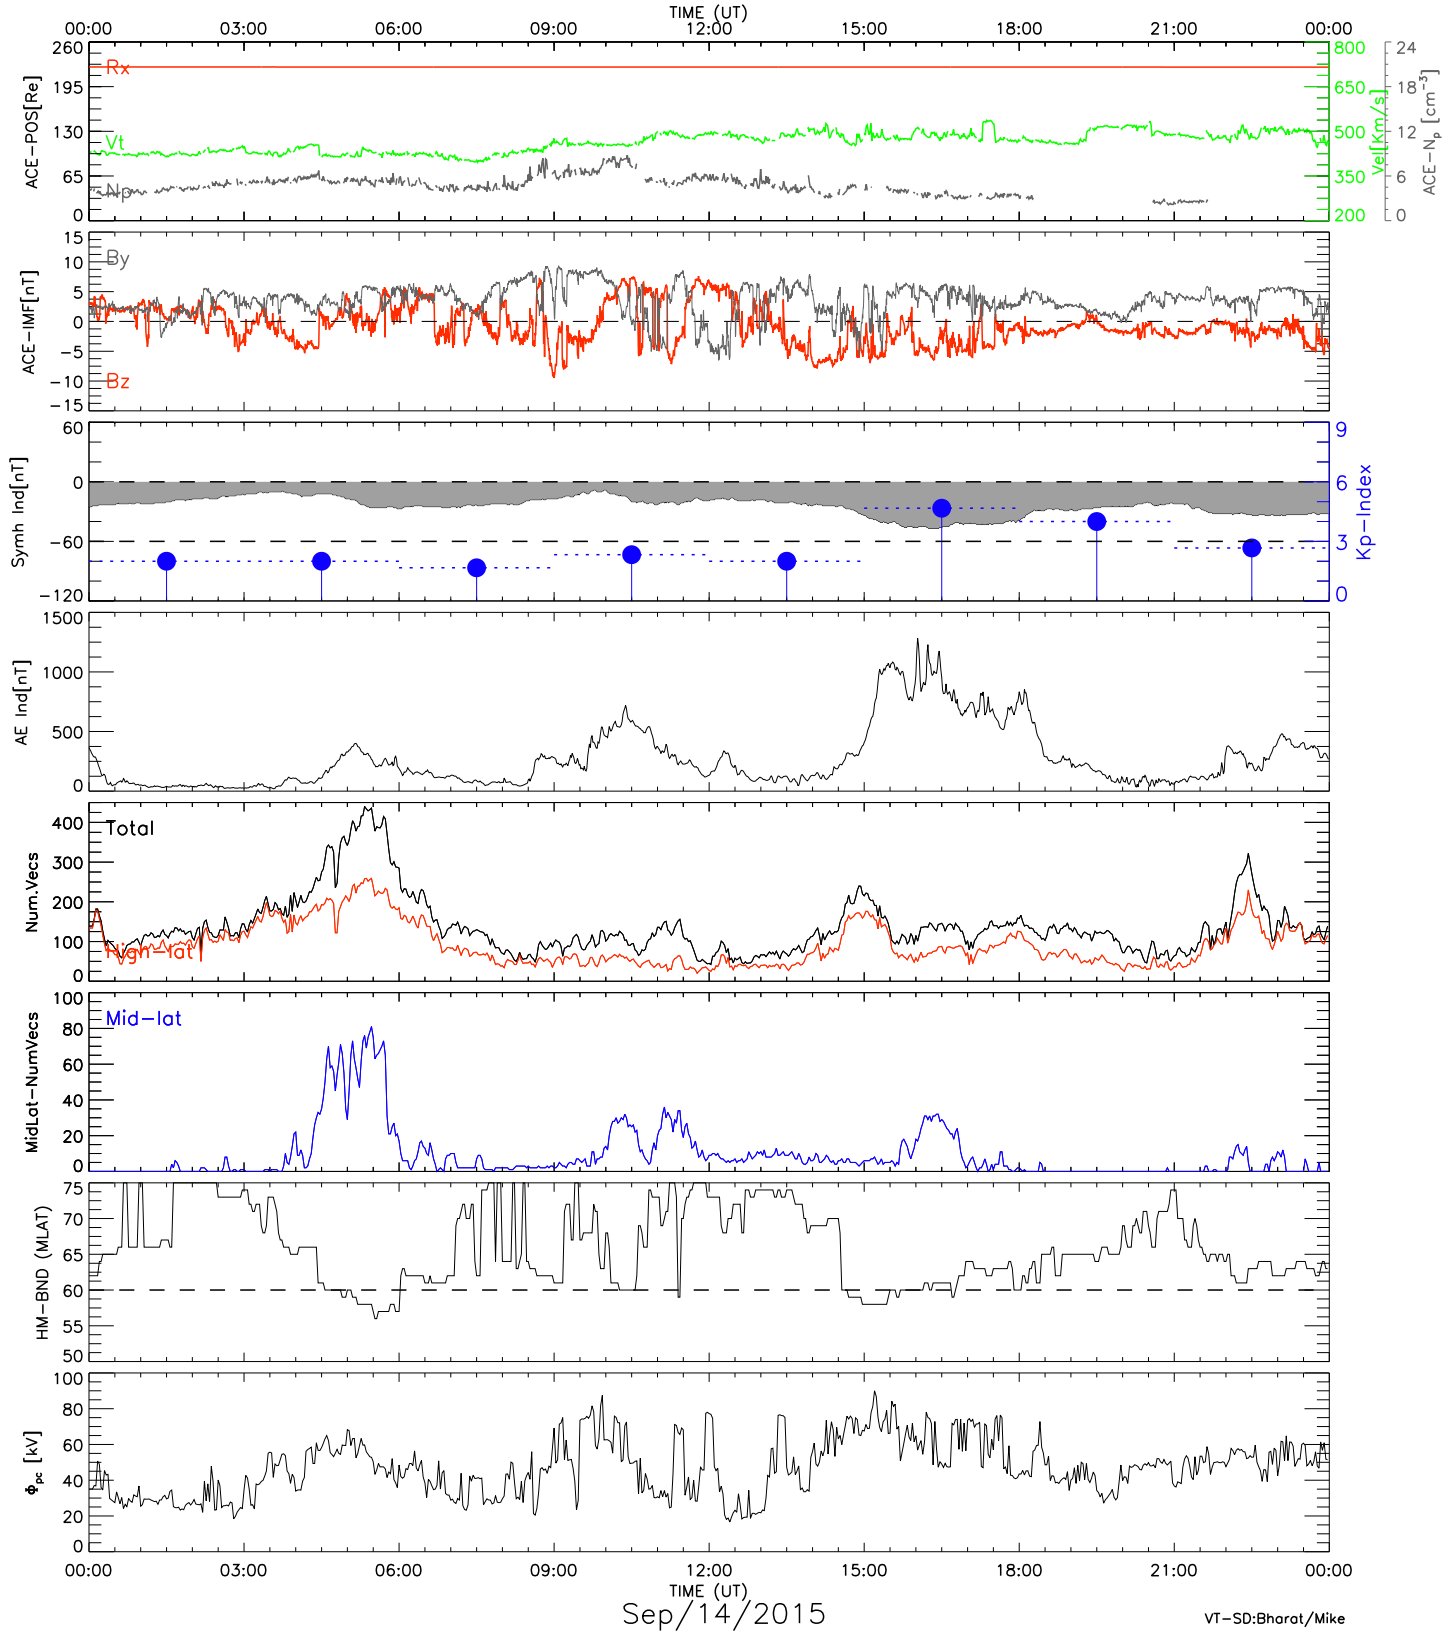 TIME (UT)
00:00 03:00 06:00 09:00 12:00 15:00 18:00 21:00 00:00
260 195 130 65 0
ACE-POS[Re]
Rx
Vt
Np
800 650 500 350 200
Vel[Km/s]
24 18 12 6 0
ACE-Np [cm-3]
15 10 5 0 -5 -10 -15
ACE-IMF[nT]
By
Bz
60 0 -60 -120
Symh Ind[nT]
9 6 3 0
Kp-Index
1500 1000 500 0
AE Ind[nT]
400 300 200 100 0
Num.Vecs
Total
High-lat
100 80 60 40 20 0
MidLat-NumVecs
Mid-lat
75 70 65 60 55 50
HM-BND (MLAT)
100 80 60 40 20 0
Φpc [kV]
00:00 03:00 06:00 09:00 12:00 15:00 18:00 21:00 00:00
TIME (UT)
Sep/14/2015
VT-SD:Bharat/Mike